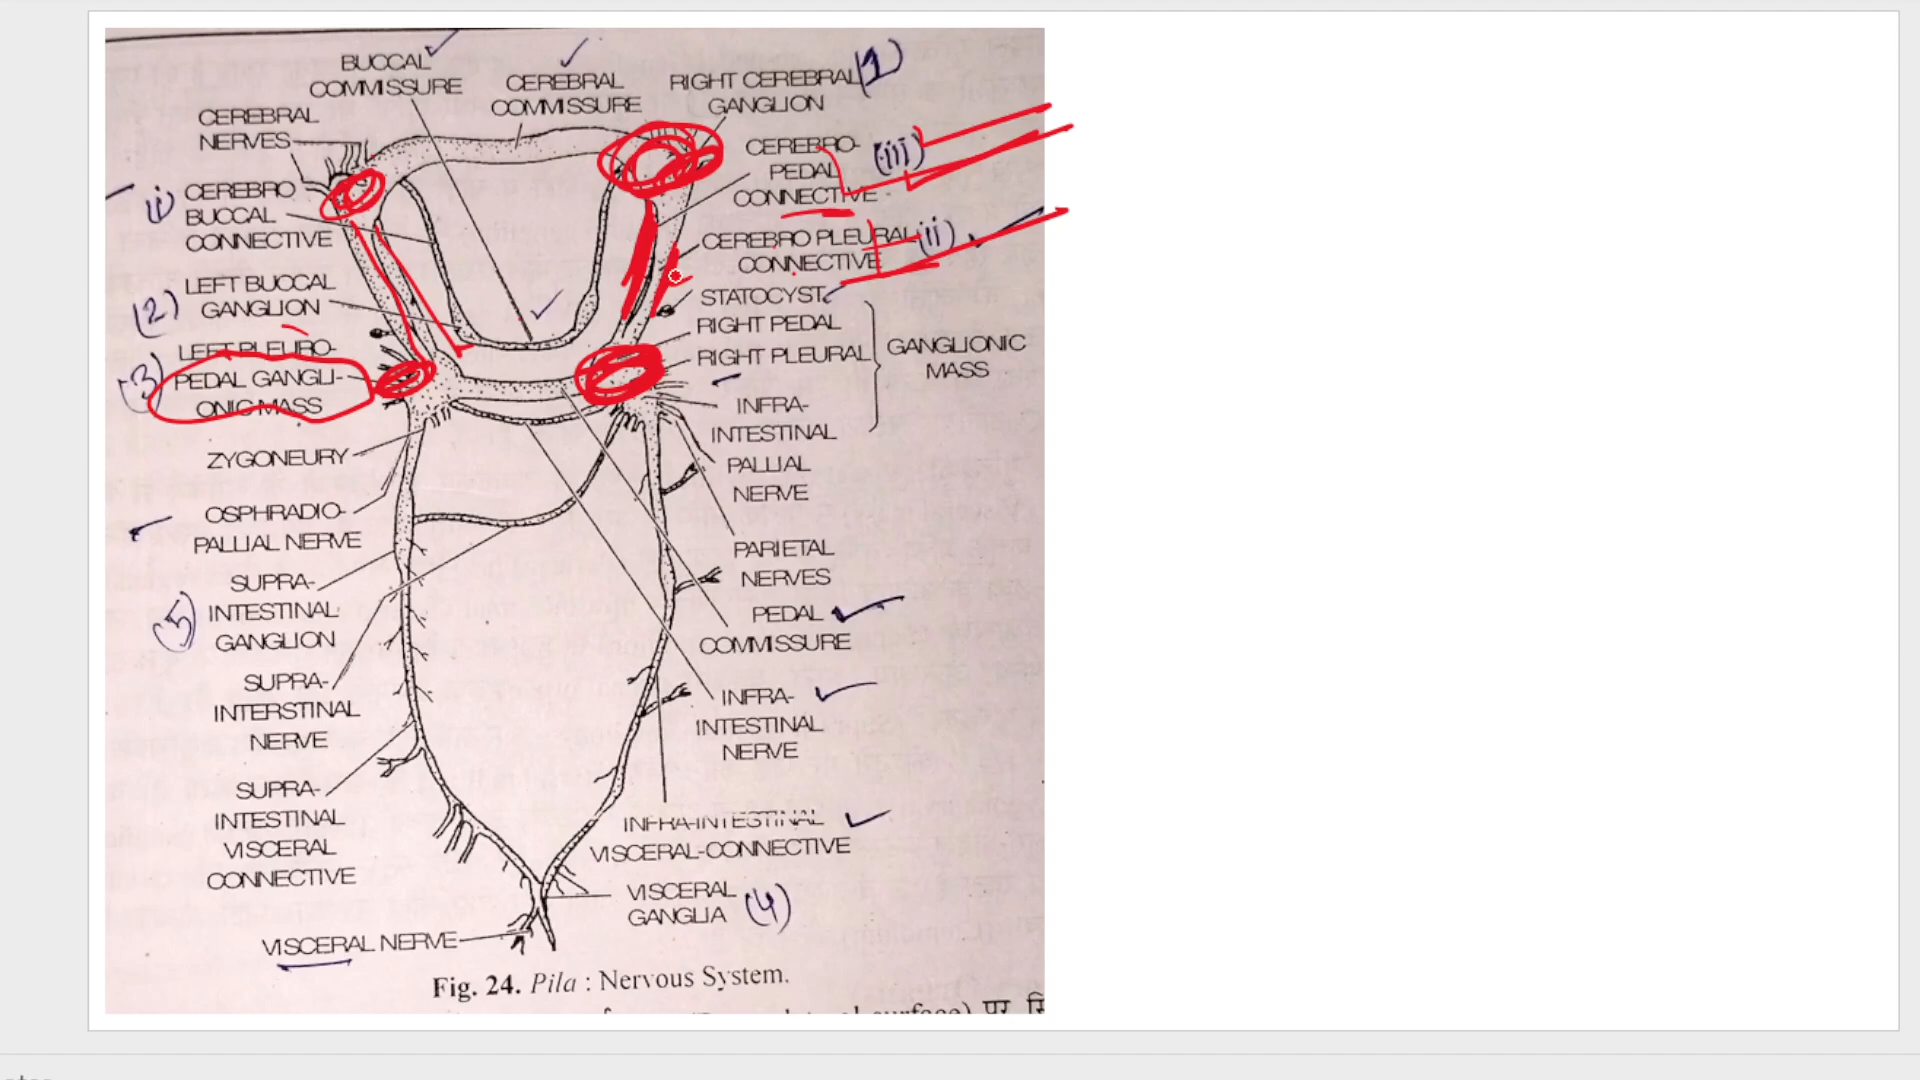 BUCCAL
COMMISSURE
CEREBRAL
COMMISSURE
RIGHT CEREBRAL (1)
GANGLION
CEREBRAL
NERVES
CEREBRO-
PEDAL (iii)
CONNECTIVE
(i) CEREBRO
BUCCAL
CONNECTIVE
CEREBRO PLEURAL (ii)
CONNECTIVE
LEFT BUCCAL
(2) GANGLION
STATOCYST
RIGHT PEDAL
RIGHT PLEURAL
GANGLIONIC
MASS
LEFT PLEURO-
(3) PEDAL GANGLI-
ONIC MASS
INFRA-
INTESTINAL
ZYGONEURY
PALLIAL
NERVE
OSPHRADIO-
PALLIAL NERVE
PARIETAL
NERVES
SUPRA-
(5) INTESTINAL
GANGLION
PEDAL
COMMISSURE
SUPRA-
INTERSTINAL
NERVE
INFRA-
INTESTINAL
NERVE
SUPRA-
INTESTINAL
VISCERAL
CONNECTIVE
INFRA-INTESTINAL
VISCERAL-CONNECTIVE
VISCERAL
GANGLIA (4)
VISCERAL NERVE
Fig. 24. Pila : Nervous System.